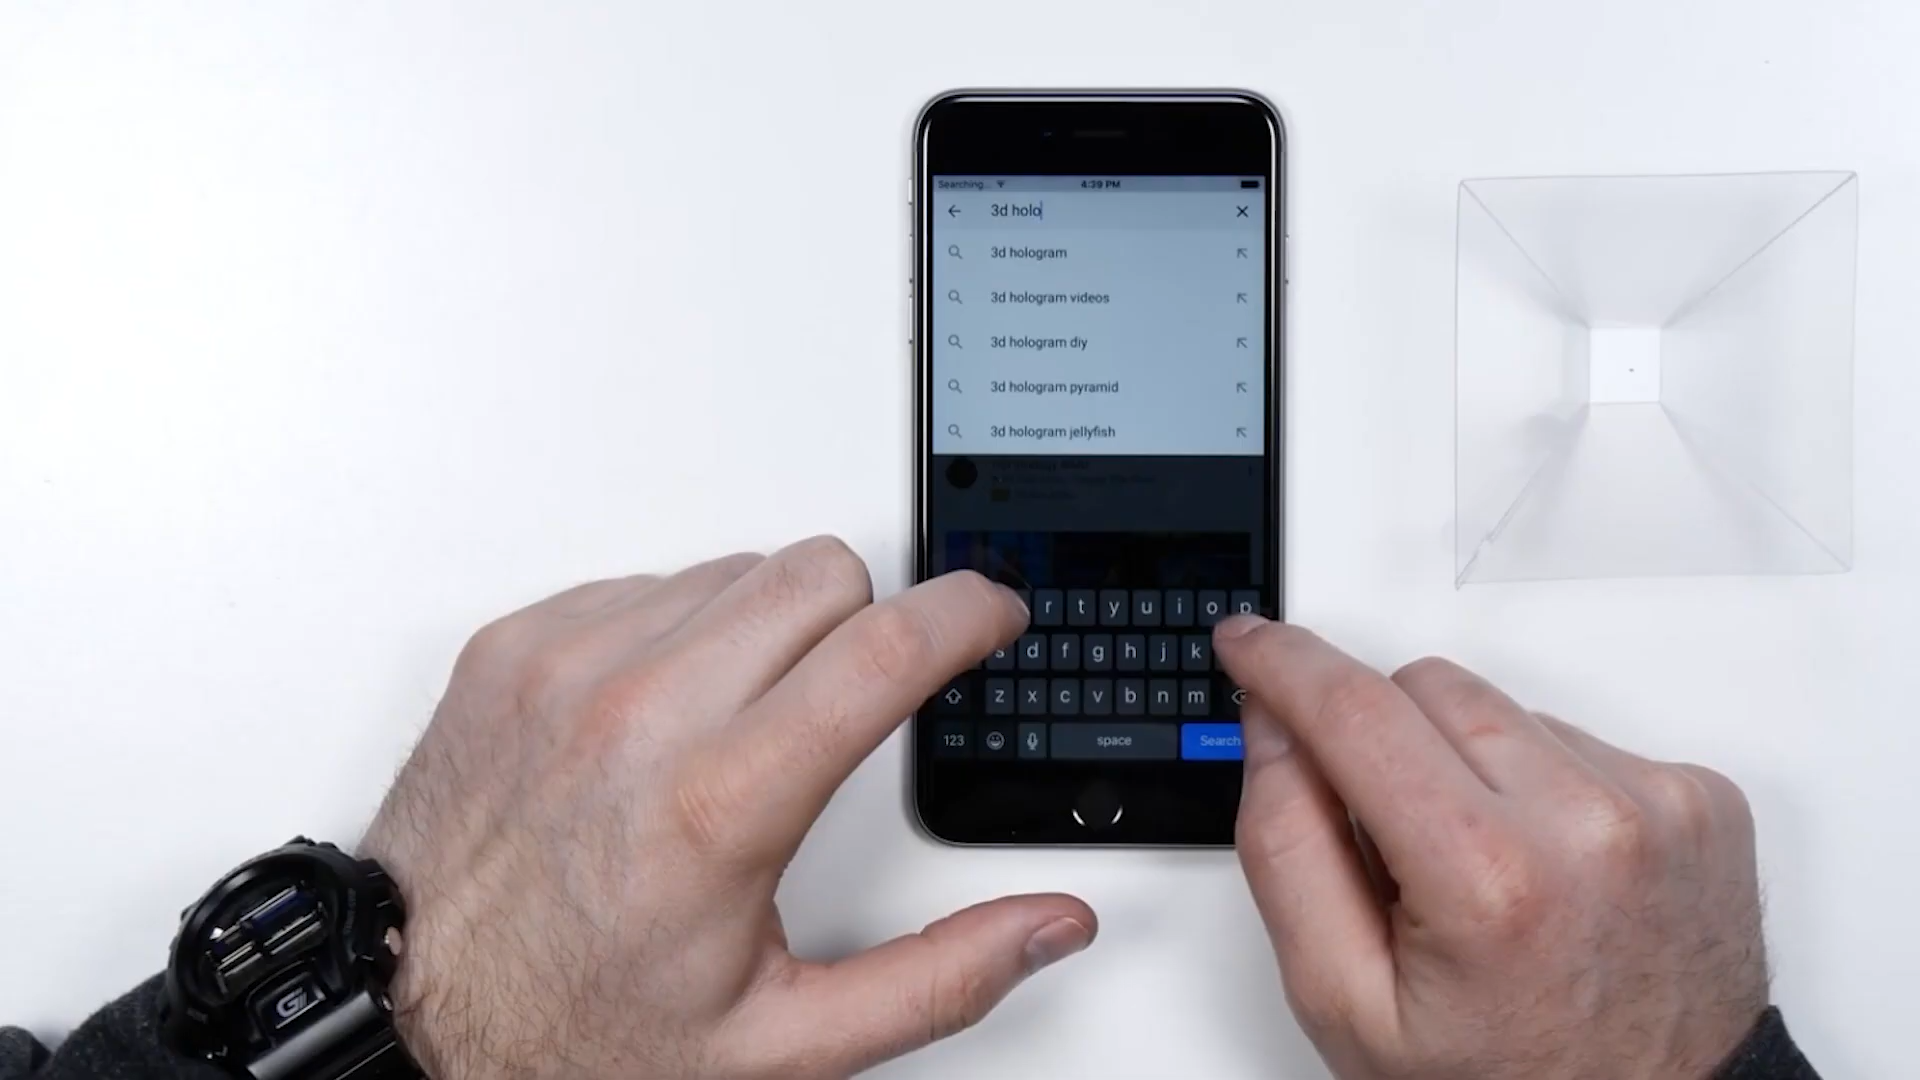 Searching...
4:39 PM
3d holo
3d hologram
3d hologram videos
3d hologram diy
3d hologram pyramid
3d hologram jellyfish
r t y u i o p
s d f g h j k
z x c v b n m
123 space Search
G